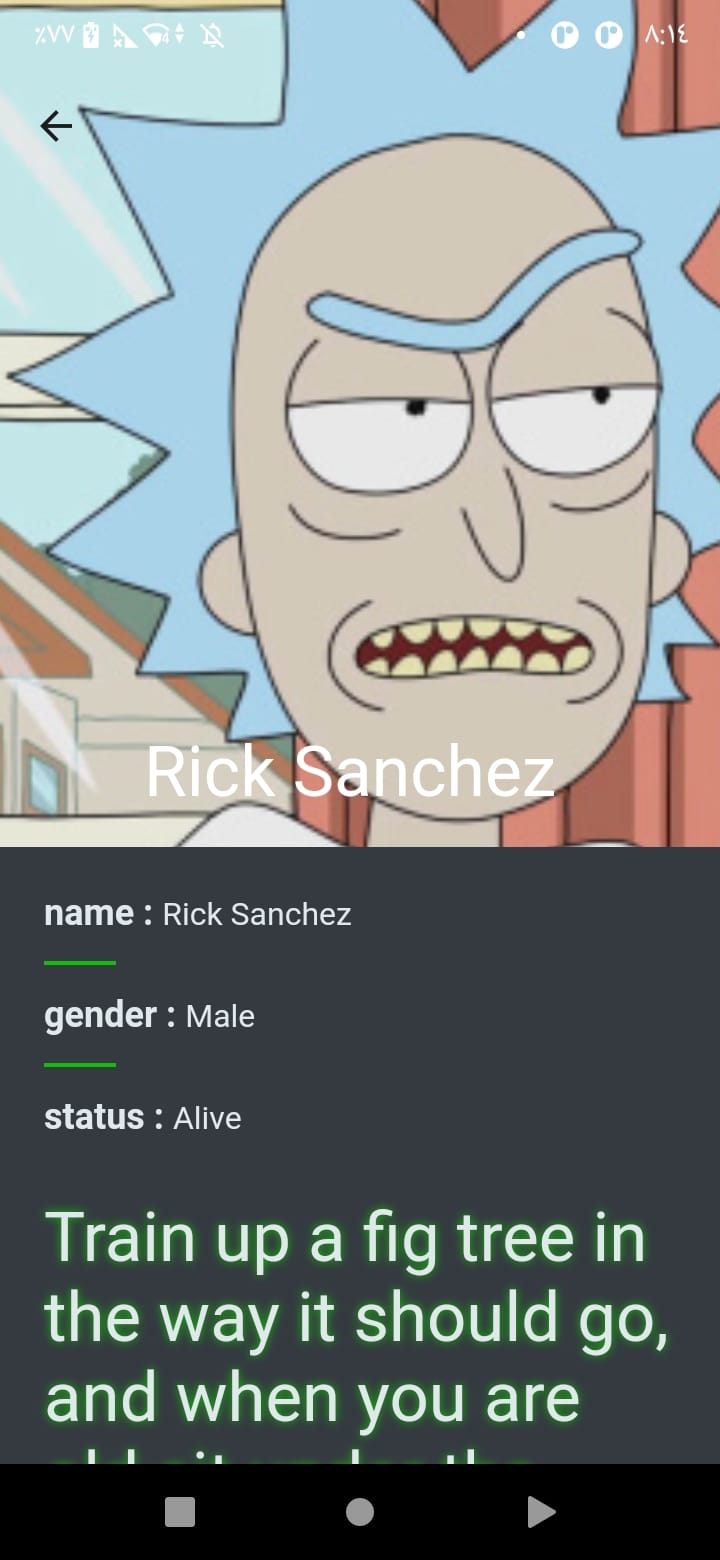 ٪٧٧ ٨:١٤
Rick Sanchez
name : Rick Sanchez
gender : Male
status : Alive
Train up a fig tree in
the way it should go,
and when you are